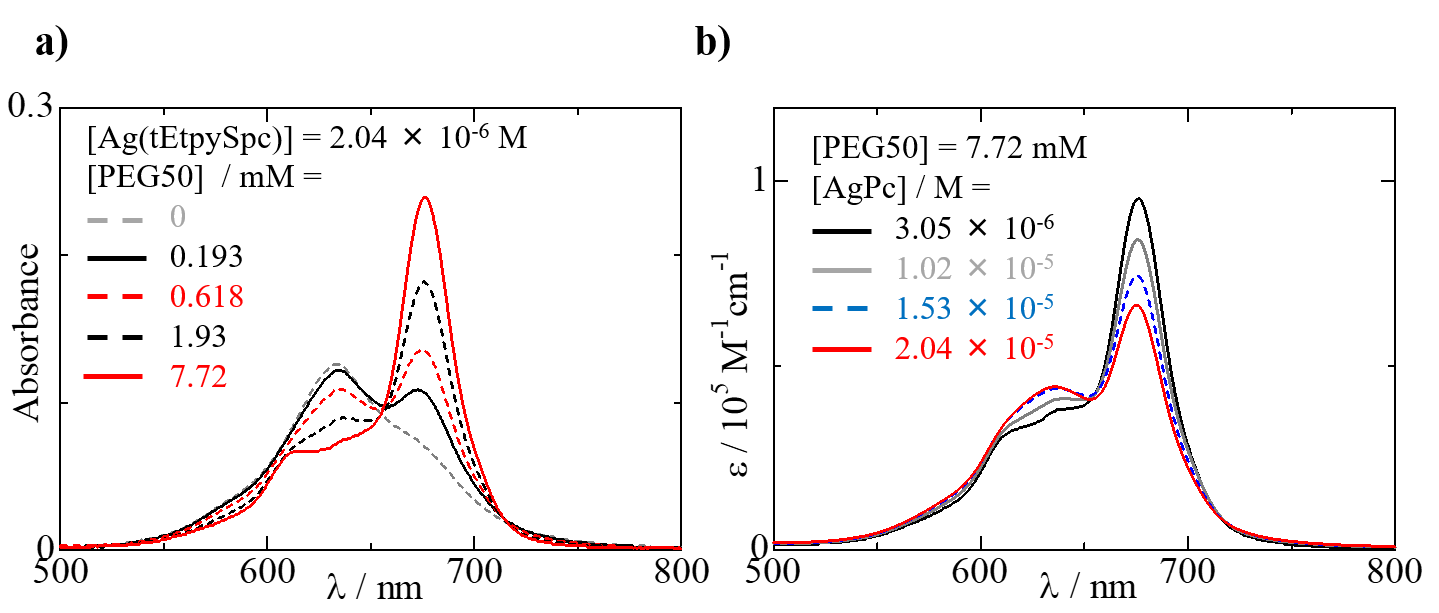 a)
0.3
[Ag(tEtpySpc)] = 2.04 × 10⁻⁶ M
[PEG50] / mM =
0
0.193
0.618
1.93
7.72
Absorbance
0
500
600
700
800
λ / nm
b)
[PEG50] = 7.72 mM
[AgPc] / M =
3.05 × 10⁻⁶
1.02 × 10⁻⁵
1.53 × 10⁻⁵
2.04 × 10⁻⁵
1
ε / 10⁵ M⁻¹cm⁻¹
0
500
600
700
800
λ / nm